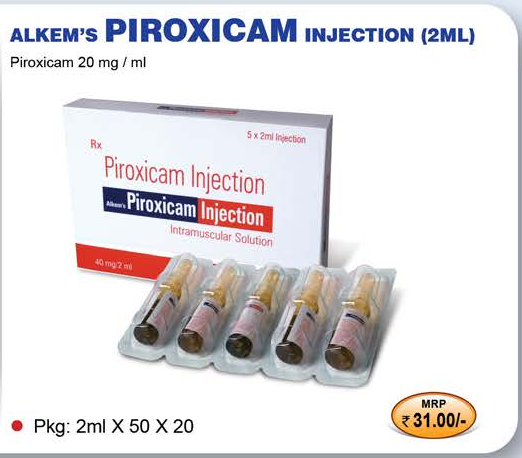 ALKEM'S PIROXICAM INJECTION (2ML)
Piroxicam 20 mg / ml
5 x 2ml Injection
Rx
Piroxicam Injection
Alkem's Piroxicam Injection
Intramuscular Solution
40 mg/2 ml
Pkg: 2ml X 50 X 20
MRP
₹ 31.00/-